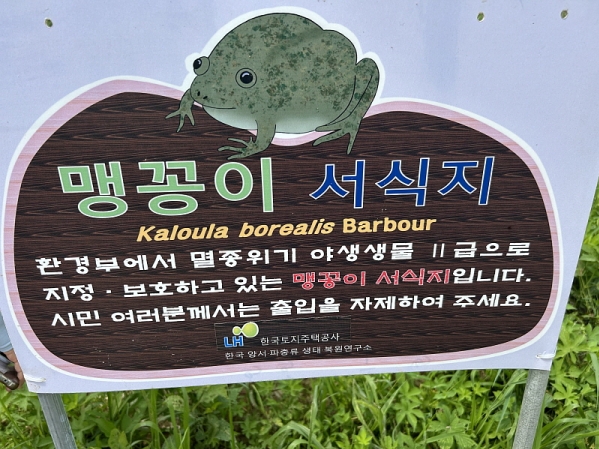 맹꽁이 서식지
Kaloula borealis Barbour
환경부에서 멸종위기 야생생물 II급으로
지정·보호하고 있는 맹꽁이 서식지입니다.
시민 여러분께서는 출입을 자제하여 주세요.
LH 한국토지주택공사
한국 양서·파충류 생태 복원연구소